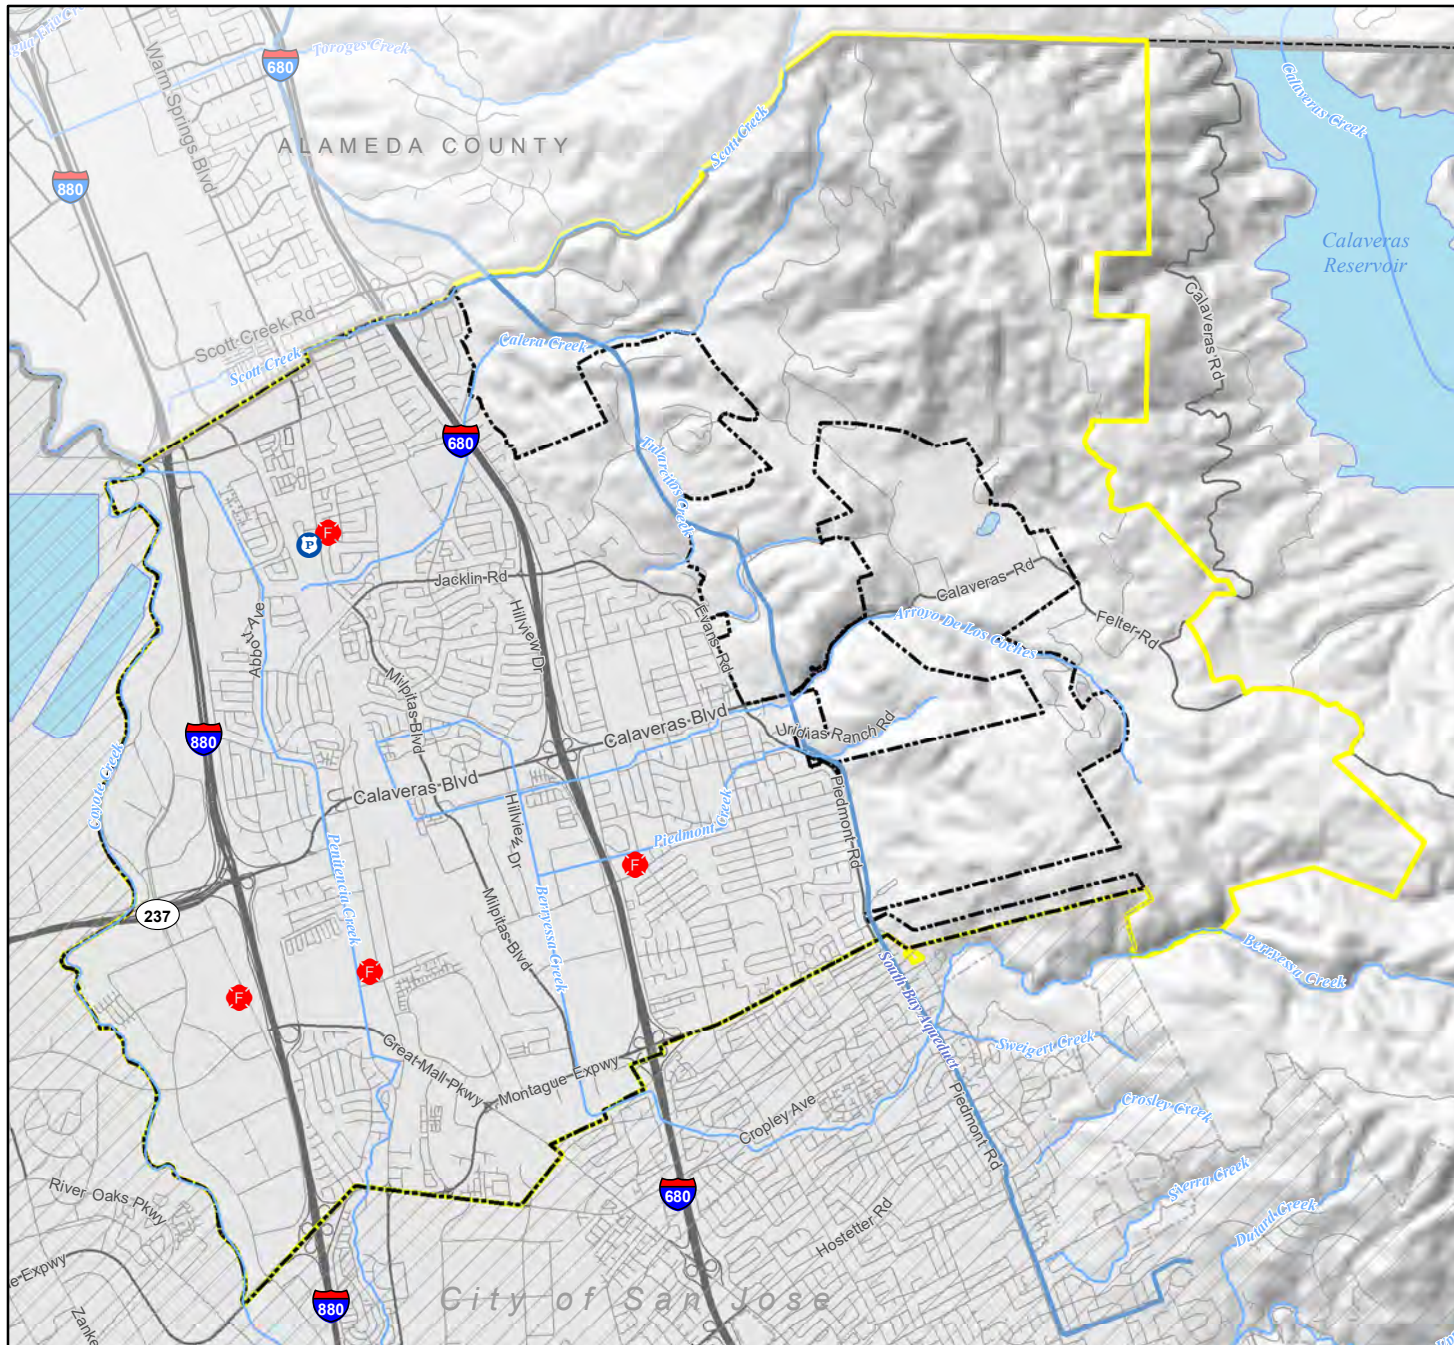 Toroges Creek
680
Warm Springs Blvd
ALAMEDA COUNTY
880
Scott Creek
Calaveras Creek
Calaveras
Reservoir
Calaveras Rd
Scott Creek Rd
Scott Creek
Calera Creek
680
Tularcitos Creek
F
P
Jacklin Rd
Abbott Ave
Hillview Dr
Evans Rd
Calaveras Rd
Felter Rd
Arroyo De Los Coches
Milpitas Blvd
880
Calaveras Blvd
Uridias Ranch Rd
Coyote Creek
Calaveras Blvd
Hillview Dr
Piedmont Creek
Piedmont Rd
Penitencia Creek
F
Milpitas Blvd
Berryessa Creek
237
F
F
South Bay Aqueduct
Berryessa Creek
Great Mall Pkwy
Montague Expwy
Sweigert Creek
Cropley Ave
Piedmont Rd
Crosley Creek
River Oaks Pkwy
680
Hostetter Rd
Sierra Creek
Dutard Creek
e Expwy
880
City of San Jose
Zanke